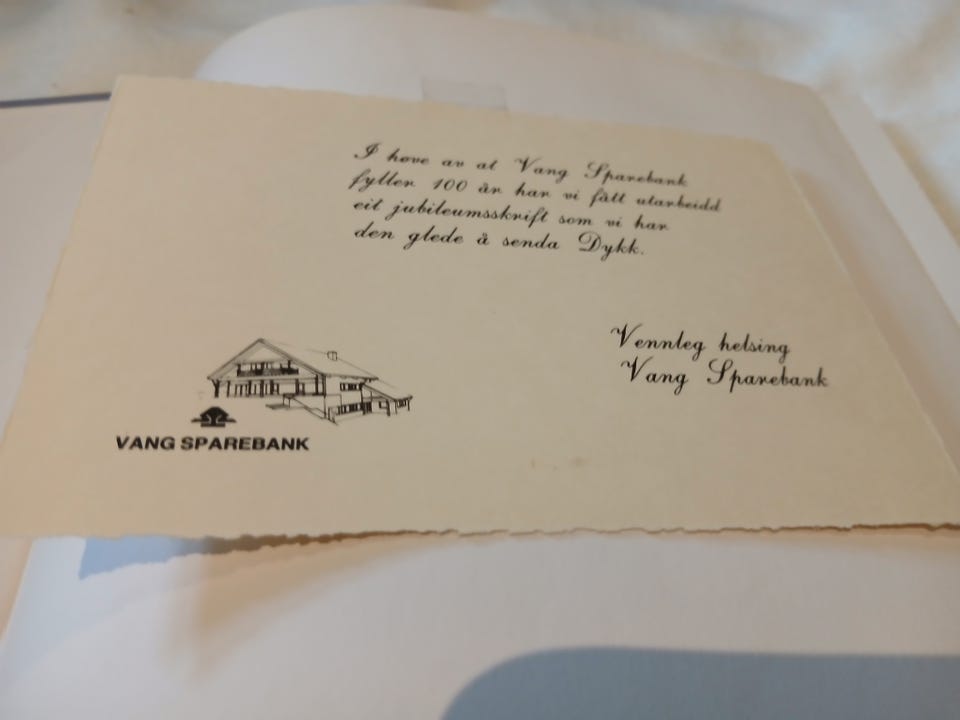 I høve av at Vang Sparebank
fyller 100 år har vi fått utarbeidd
eit jubileumsskrift som vi har
den glede å senda Dykk.
Vennleg helsing
Vang Sparebank
VANG SPAREBANK